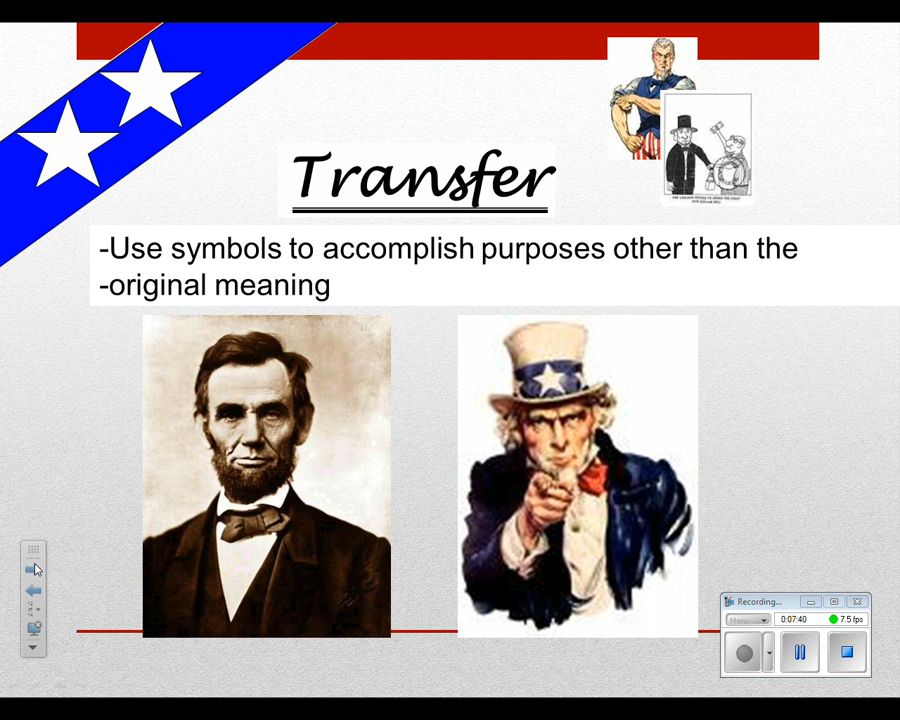 Transfer
-Use symbols to accomplish purposes other than the
-original meaning
Recording...
Menu
0:07:40
7.5 fps